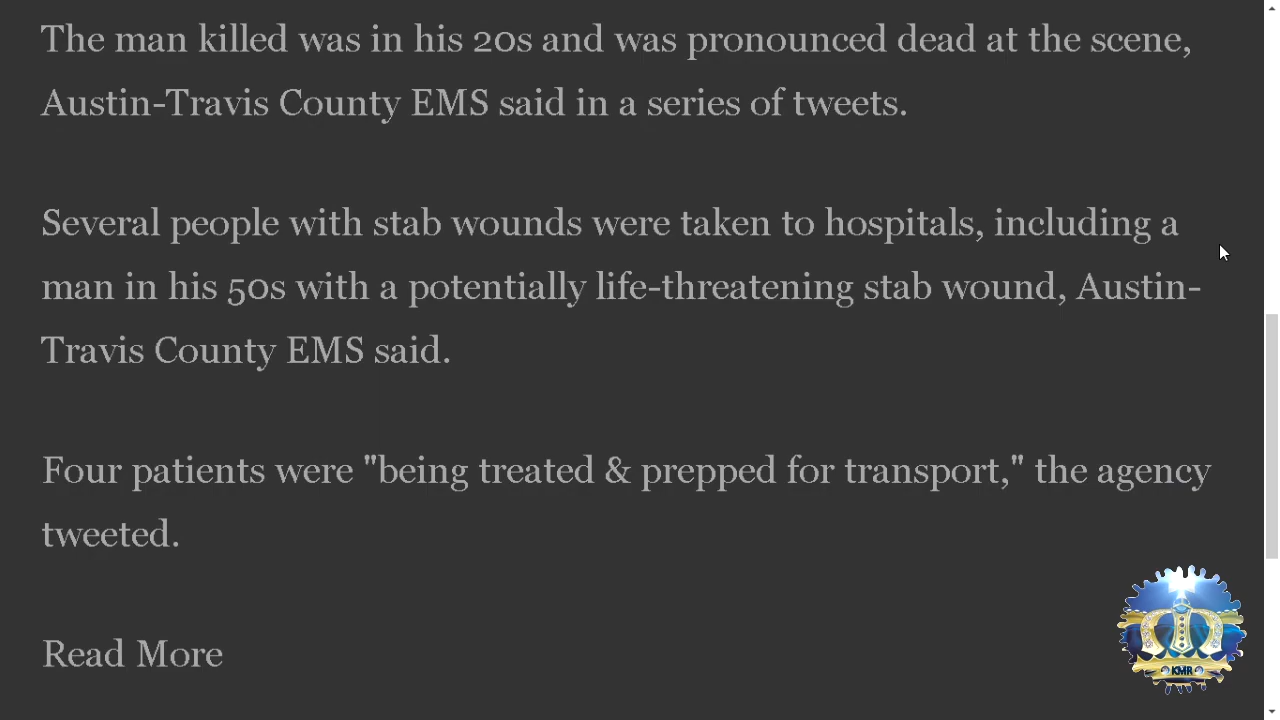 The man killed was in his 20s and was pronounced dead at the scene,
Austin-Travis County EMS said in a series of tweets.
Several people with stab wounds were taken to hospitals, including a
man in his 50s with a potentially life-threatening stab wound, Austin-
Travis County EMS said.
Four patients were "being treated & prepped for transport," the agency
tweeted.
Read More
KMR